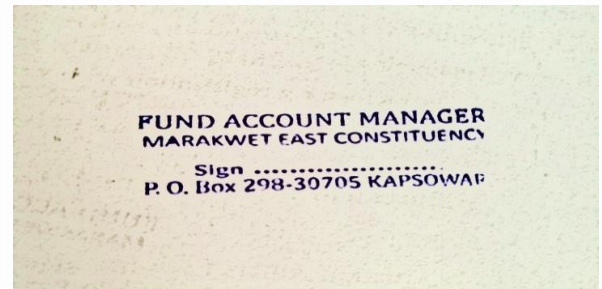 FUND ACCOUNT MANAGER
MARAKWET EAST CONSTITUENCY
Sign ......................
P. O. Box 298-30705 KAPSOWAR